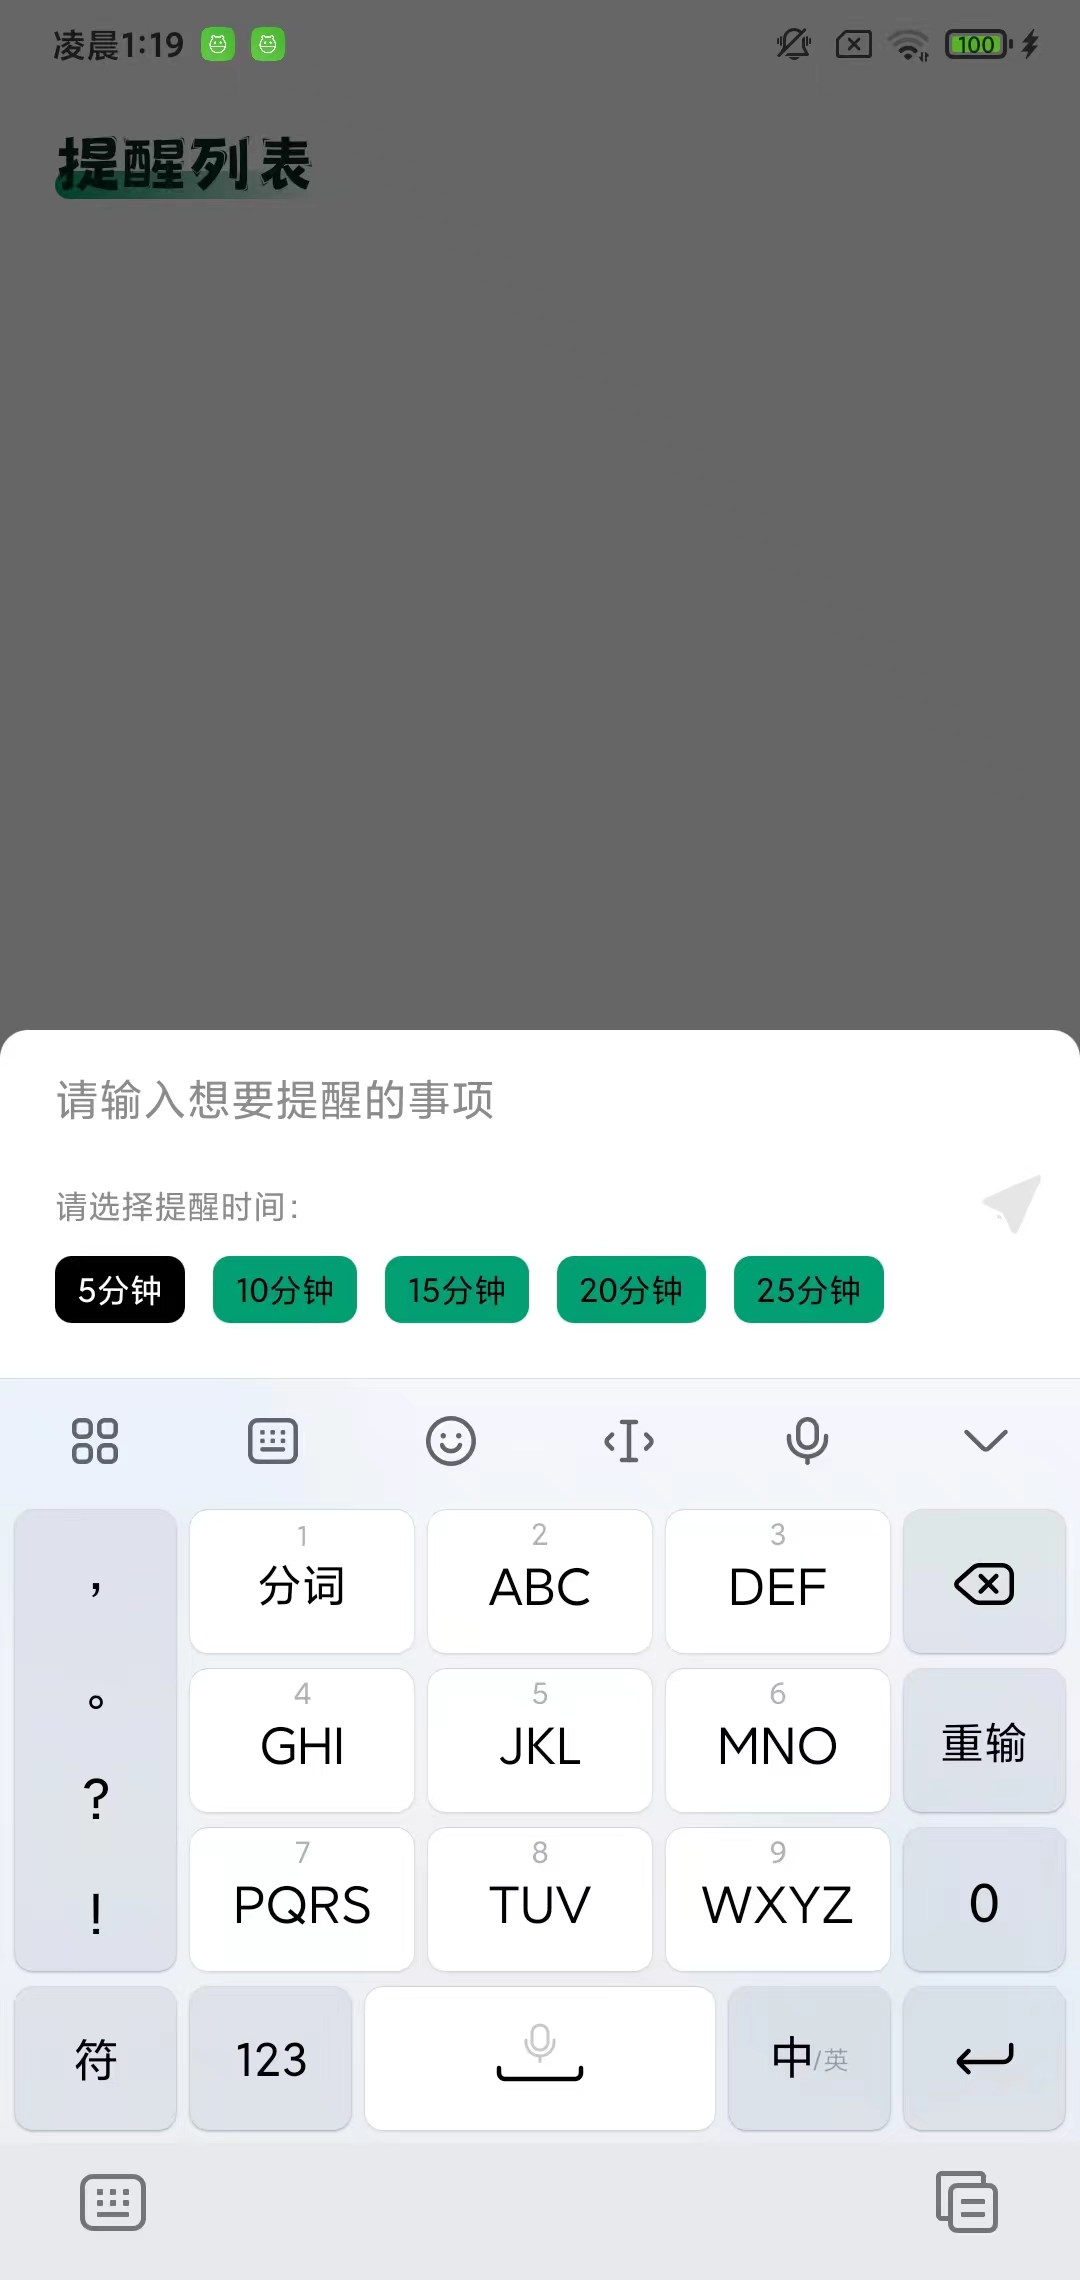 凌晨1:19 100
提醒列表
请输入想要提醒的事项
请选择提醒时间：
5分钟 10分钟 15分钟 20分钟 25分钟
， 1 2 3
分词 ABC DEF
。 4 5 6
GHI JKL MNO 重输
? 7 8 9
PQRS TUV WXYZ 0
!
符 123 中/英